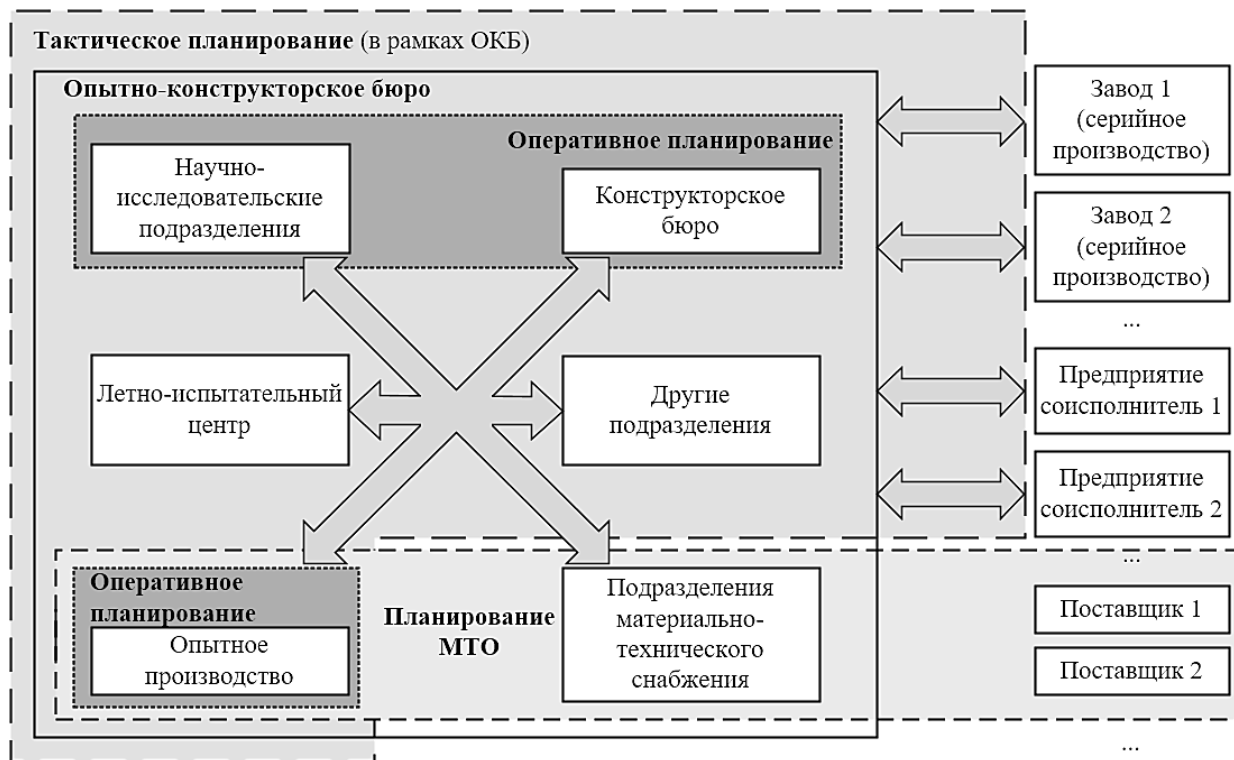 Тактическое планирование (в рамках ОКБ)
Опытно-конструкторское бюро
Оперативное планирование
Научно-
исследовательские
подразделения
Конструкторское
бюро
Летно-испытательный
центр
Другие
подразделения
Оперативное
планирование
Опытное
производство
Планирование
МТО
Подразделения
материально-
технического
снабжения
Завод 1
(серийное
производство)
Завод 2
(серийное
производство)
...
Предприятие
соисполнитель 1
Предприятие
соисполнитель 2
...
Поставщик 1
Поставщик 2
...